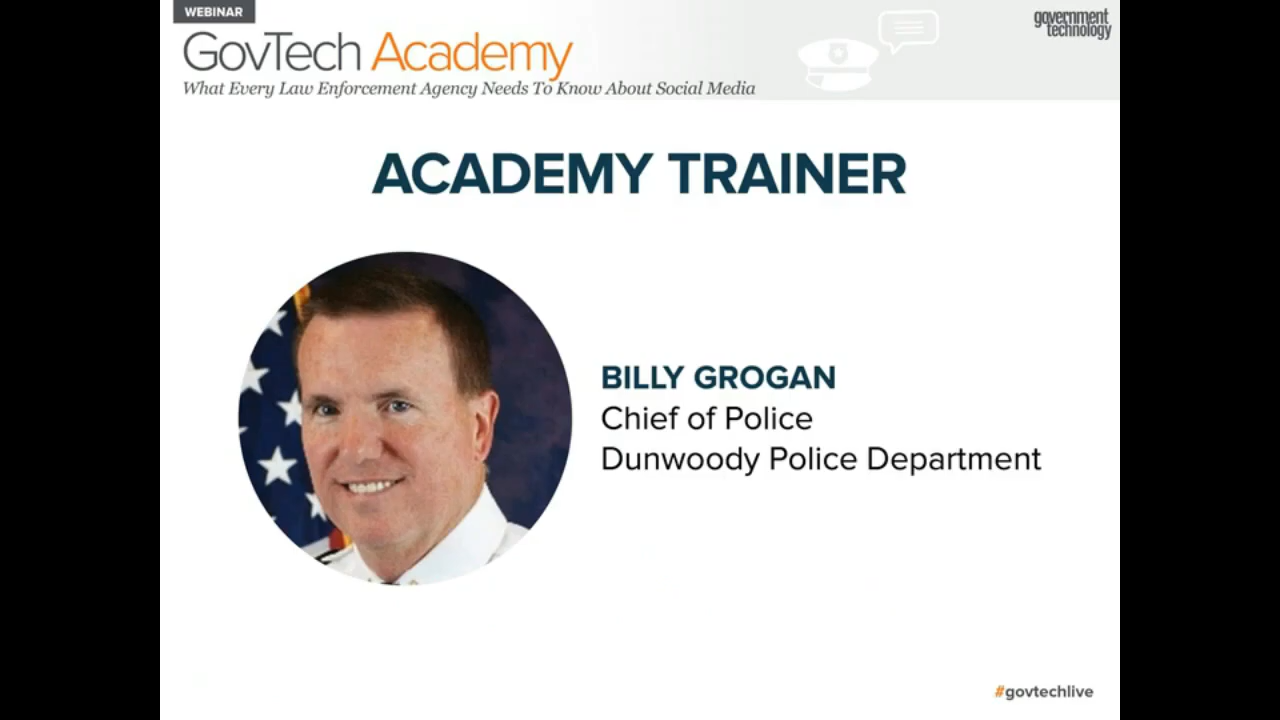 WEBINAR
GovTech Academy
What Every Law Enforcement Agency Needs To Know About Social Media
government
technology
ACADEMY TRAINER
BILLY GROGAN
Chief of Police
Dunwoody Police Department
#govtechlive